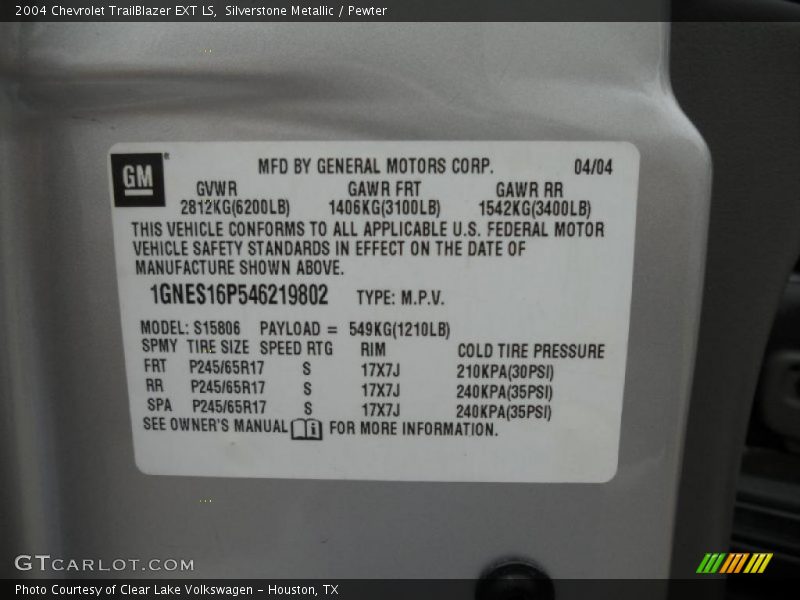 2004 Chevrolet TrailBlazer EXT LS, Silverstone Metallic / Pewter
GM® MFD BY GENERAL MOTORS CORP. 04/04
GVWR GAWR FRT GAWR RR
2812KG(6200LB) 1406KG(3100LB) 1542KG(3400LB)
THIS VEHICLE CONFORMS TO ALL APPLICABLE U.S. FEDERAL MOTOR
VEHICLE SAFETY STANDARDS IN EFFECT ON THE DATE OF
MANUFACTURE SHOWN ABOVE.
1GNES16P546219802 TYPE: M.P.V.
MODEL: S15806 PAYLOAD = 549KG(1210LB)
SPMY TIRE SIZE SPEED RTG RIM COLD TIRE PRESSURE
FRT P245/65R17 S 17X7J 210KPA(30PSI)
RR P245/65R17 S 17X7J 240KPA(35PSI)
SPA P245/65R17 S 17X7J 240KPA(35PSI)
SEE OWNER'S MANUAL i FOR MORE INFORMATION.
GTCARLOT.COM
Photo Courtesy of Clear Lake Volkswagen - Houston, TX